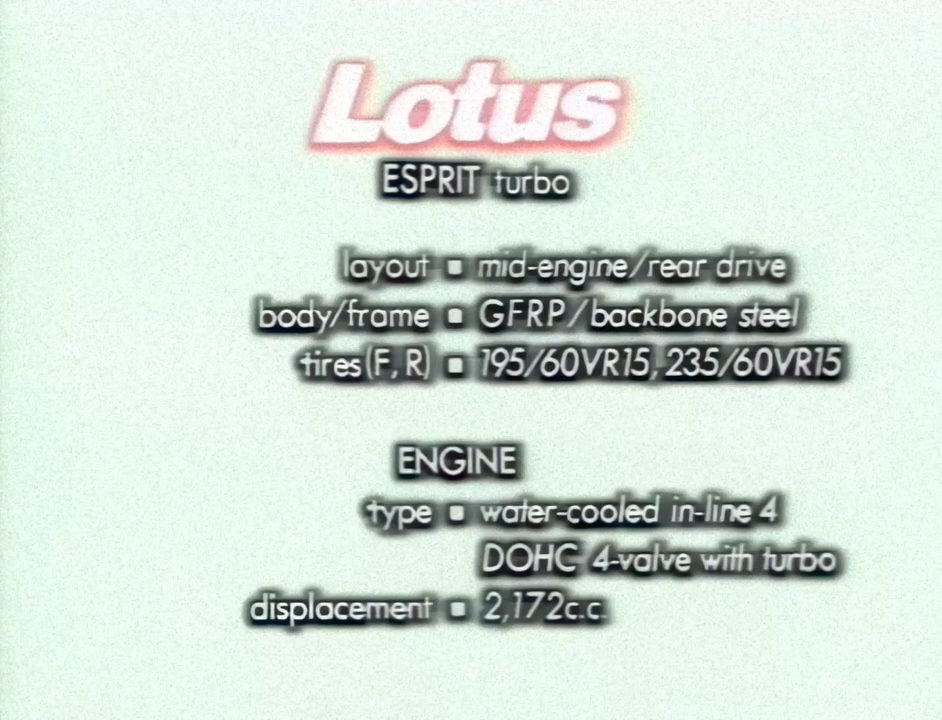 Lotus
ESPRIT turbo
layout ▪ mid-engine/rear drive
body/frame ▪ GFRP/backbone steel
tires(F, R) ▪ 195/60VR15, 235/60VR15
ENGINE
type ▪ water-cooled in-line 4
DOHC 4-valve with turbo
displacement ▪ 2,172c.c.